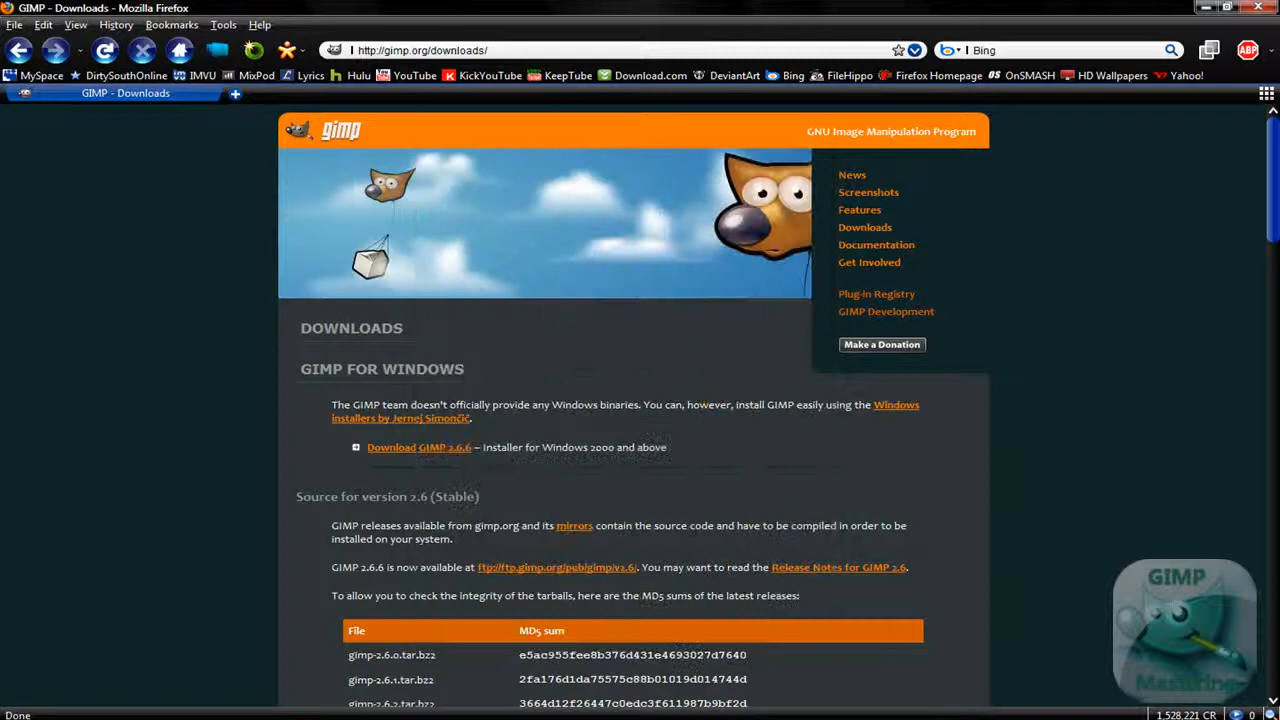 GIMP - Downloads - Mozilla Firefox
File Edit View History Bookmarks Tools Help
http://gimp.org/downloads/ Bing ABP
MySpace DirtySouthOnline IMVU MixPod Lyrics Hulu YouTube KickYouTube KeepTube Download.com DeviantArt Bing FileHippo Firefox Homepage OnSMASH HD Wallpapers Yahoo!
GIMP - Downloads
gimp GNU Image Manipulation Program
News
Screenshots
Features
Downloads
Documentation
Get Involved
Plug-in Registry
GIMP Development
Make a Donation
DOWNLOADS
GIMP FOR WINDOWS
The GIMP team doesn't officially provide any Windows binaries. You can, however, install GIMP easily using the Windows
installers by Jernej Simončič.
Download GIMP 2.6.6 – Installer for Windows 2000 and above
Source for version 2.6 (Stable)
GIMP releases available from gimp.org and its mirrors contain the source code and have to be compiled in order to be
installed on your system.
GIMP 2.6.6 is now available at ftp://ftp.gimp.org/pub/gimp/v2.6/. You may want to read the Release Notes for GIMP 2.6.
To allow you to check the integrity of the tarballs, here are the MD5 sums of the latest releases:
File MD5 sum
gimp-2.6.0.tar.bz2 e5ac955fee8b376d431e4693027d7640
gimp-2.6.1.tar.bz2 2fa176d1da75575c88b01019d014744d
gimp-2.6.2.tar.bz2 3664d12f26447c0edc3f611987b9bf2d
GIMP
Mastering
Done 1,528,221 CR 0